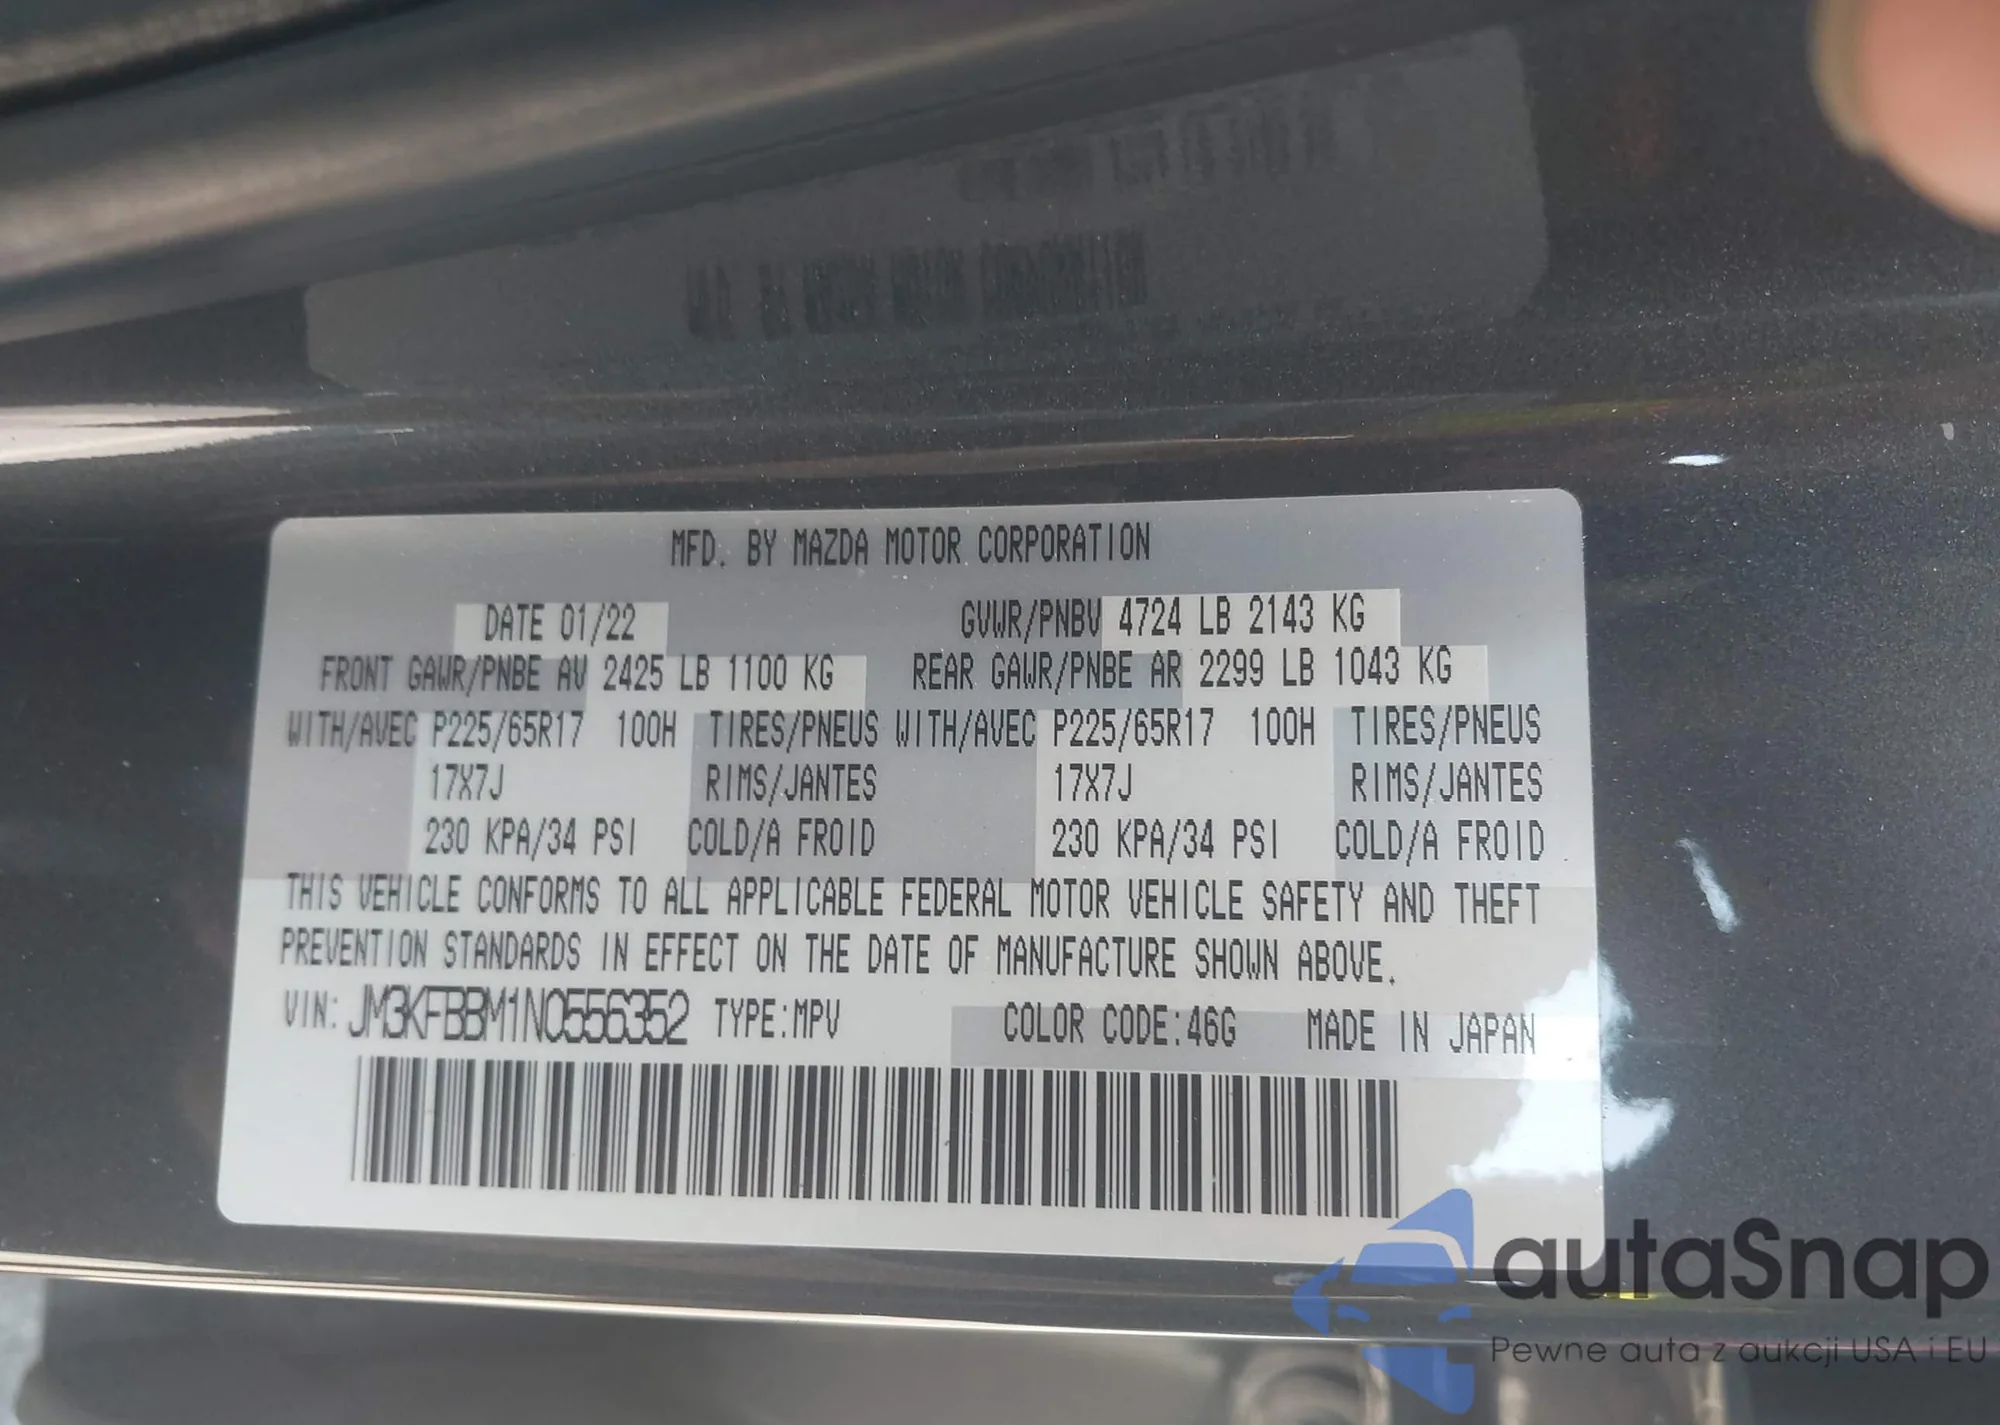 MFD. BY MAZDA MOTOR CORPORATION
DATE 01/22 GVWR/PNBV 4724 LB 2143 KG
FRONT GAWR/PNBE AV 2425 LB 1100 KG REAR GAWR/PNBE AR 2299 LB 1043 KG
WITH/AVEC P225/65R17 100H TIRES/PNEUS WITH/AVEC P225/65R17 100H TIRES/PNEUS
17X7J RIMS/JANTES 17X7J RIMS/JANTES
230 KPA/34 PSI COLD/A FROID 230 KPA/34 PSI COLD/A FROID
THIS VEHICLE CONFORMS TO ALL APPLICABLE FEDERAL MOTOR VEHICLE SAFETY AND THEFT
PREVENTION STANDARDS IN EFFECT ON THE DATE OF MANUFACTURE SHOWN ABOVE.
VIN: JM3KFBBM1N0556352 TYPE:MPV COLOR CODE:46G MADE IN JAPAN
autaSnap
Pewne auta z aukcji USA i EU